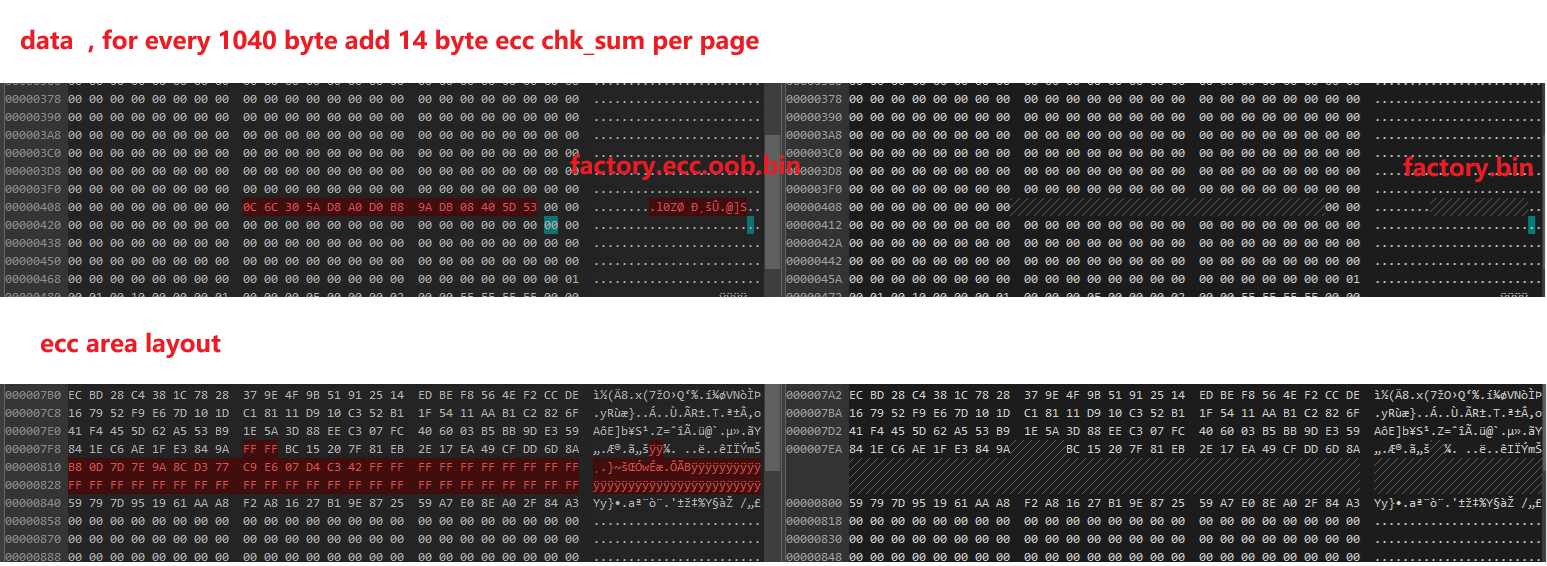 data , for every 1040 byte add 14 byte ecc chk_sum per page
00000378 00 00 00 00 00 00 00 00 00 00 00 00 00 00 00 00 00 00 00 00 00 00 00 00
00000390 00 00 00 00 00 00 00 00 00 00 00 00 00 00 00 00 00 00 00 00 00 00 00 00
000003A8 00 00 00 00 00 00 00 00 00 00 00 00 00 00 00 00 00 00 00 00 00 00 00 00
000003C0 00 00 00 00 00 00 00 00 00 00 00 00 00 00 00 00 00 00 00 00 00 00 00 00
factory.ecc.oob.bin
000003D8 00 00 00 00 00 00 00 00 00 00 00 00 00 00 00 00 00 00 00 00 00 00 00 00
000003F0 00 00 00 00 00 00 00 00 00 00 00 00 00 00 00 00 00 00 00 00 00 00 00 00
00000408 00 00 00 00 00 00 00 00 0C 6C 30 5A D8 A0 D0 B8 9A DB 08 40 5D 53 00 00
00000420 00 00 00 00 00 00 00 00 00 00 00 00 00 00 00 00 00 00 00 00 00 00 00 00
00000438 00 00 00 00 00 00 00 00 00 00 00 00 00 00 00 00 00 00 00 00 00 00 00 00
00000450 00 00 00 00 00 00 00 00 00 00 00 00 00 00 00 00 00 00 00 00 00 00 00 00
00000468 00 00 00 00 00 00 00 00 00 00 00 00 00 00 00 00 00 00 00 00 00 00 00 01
00000378 00 00 00 00 00 00 00 00 00 00 00 00 00 00 00 00 00 00 00 00 00 00 00 00
00000390 00 00 00 00 00 00 00 00 00 00 00 00 00 00 00 00 00 00 00 00 00 00 00 00
000003A8 00 00 00 00 00 00 00 00 00 00 00 00 00 00 00 00 00 00 00 00 00 00 00 00
000003C0 00 00 00 00 00 00 00 00 00 00 00 00 00 00 00 00 00 00 00 00 00 00 00 00
factory.bin
000003D8 00 00 00 00 00 00 00 00 00 00 00 00 00 00 00 00 00 00 00 00 00 00 00 00
000003F0 00 00 00 00 00 00 00 00 00 00 00 00 00 00 00 00 00 00 00 00 00 00 00 00
00000408 00 00 00 00 00 00 00 00 00 00
00000412 00 00 00 00 00 00 00 00 00 00 00 00 00 00 00 00 00 00 00 00 00 00 00 00
0000042A 00 00 00 00 00 00 00 00 00 00 00 00 00 00 00 00 00 00 00 00 00 00 00 00
00000442 00 00 00 00 00 00 00 00 00 00 00 00 00 00 00 00 00 00 00 00 00 00 00 00
0000045A 00 00 00 00 00 00 00 00 00 00 00 00 00 00 00 00 00 00 00 00 00 00 00 01
ecc area layout
000007B0 EC BD 28 C4 38 1C 78 28 37 9E 4F 9B 51 91 25 14 ED BE F8 56 4E F2 CC DE
000007C8 16 79 52 F9 E6 7D 10 1D C1 81 11 D9 10 C3 52 B1 1F 54 11 AA B1 C2 82 6F
000007E0 41 F4 45 5D 62 A5 53 B9 1E 5A 3D 88 EE C3 07 FC 40 60 03 B5 BB 9D E3 59
000007F8 84 1E C6 AE 1F E3 84 9A FF FF BC 15 20 7F 81 EB 2E 17 EA 49 CF DD 6D 8A
00000810 B8 0D 7D 7E 9A 8C D3 77 C9 E6 07 D4 C3 42 FF FF FF FF FF FF FF FF FF FF
00000828 FF FF FF FF FF FF FF FF FF FF FF FF FF FF FF FF FF FF FF FF FF FF FF FF
00000840 59 79 7D 95 19 61 AA A8 F2 A8 16 27 B1 9E 87 25 59 A7 E0 8E A0 2F 84 A3
00000858 00 00 00 00 00 00 00 00 00 00 00 00 00 00 00 00 00 00 00 00 00 00 00 00
00000870 00 00 00 00 00 00 00 00 00 00 00 00 00 00 00 00 00 00 00 00 00 00 00 00
00000888 00 00 00 00 00 00 00 00 00 00 00 00 00 00 00 00 00 00 00 00 00 00 00 00
000007A2 EC BD 28 C4 38 1C 78 28 37 9E 4F 9B 51 91 25 14 ED BE F8 56 4E F2 CC DE
000007BA 16 79 52 F9 E6 7D 10 1D C1 81 11 D9 10 C3 52 B1 1F 54 11 AA B1 C2 82 6F
000007D2 41 F4 45 5D 62 A5 53 B9 1E 5A 3D 88 EE C3 07 FC 40 60 03 B5 BB 9D E3 59
000007EA 84 1E C6 AE 1F E3 84 9A BC 15 20 7F 81 EB 2E 17 EA 49 CF DD 6D 8A
00000800 59 79 7D 95 19 61 AA A8 F2 A8 16 27 B1 9E 87 25 59 A7 E0 8E A0 2F 84 A3
00000818 00 00 00 00 00 00 00 00 00 00 00 00 00 00 00 00 00 00 00 00 00 00 00 00
00000830 00 00 00 00 00 00 00 00 00 00 00 00 00 00 00 00 00 00 00 00 00 00 00 00
00000848 00 00 00 00 00 00 00 00 00 00 00 00 00 00 00 00 00 00 00 00 00 00 00 00